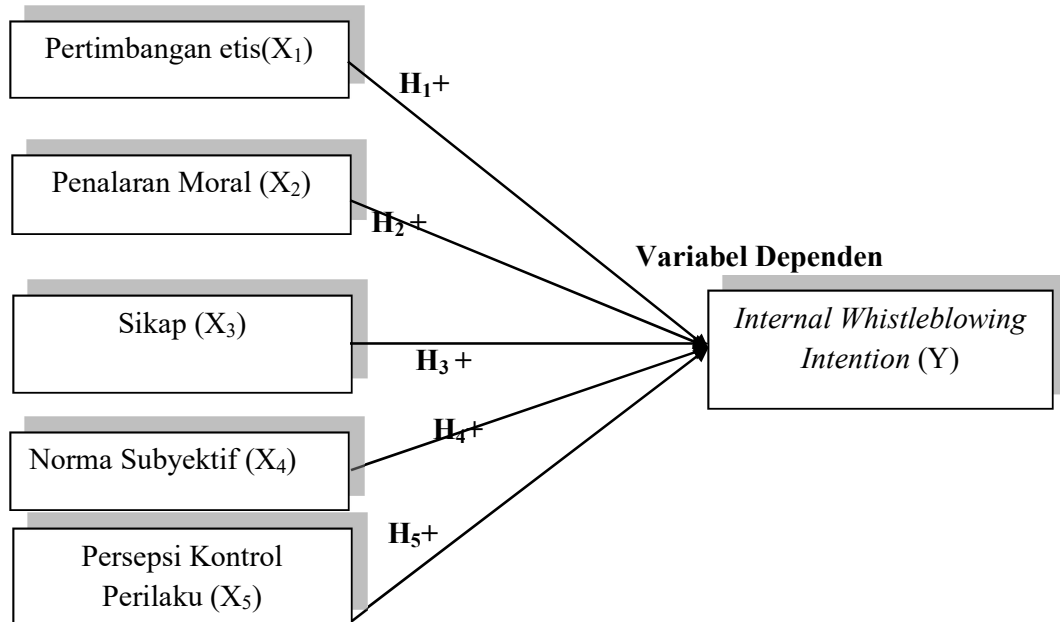 Pertimbangan etis(X₁)
H₁+
Penalaran Moral (X₂)
H₂ +
Variabel Dependen
Sikap (X₃)
H₃ +
Internal Whistleblowing
Intention (Y)
Norma Subyektif (X₄)
H₄+
Persepsi Kontrol
Perilaku (X₅)
H₅+